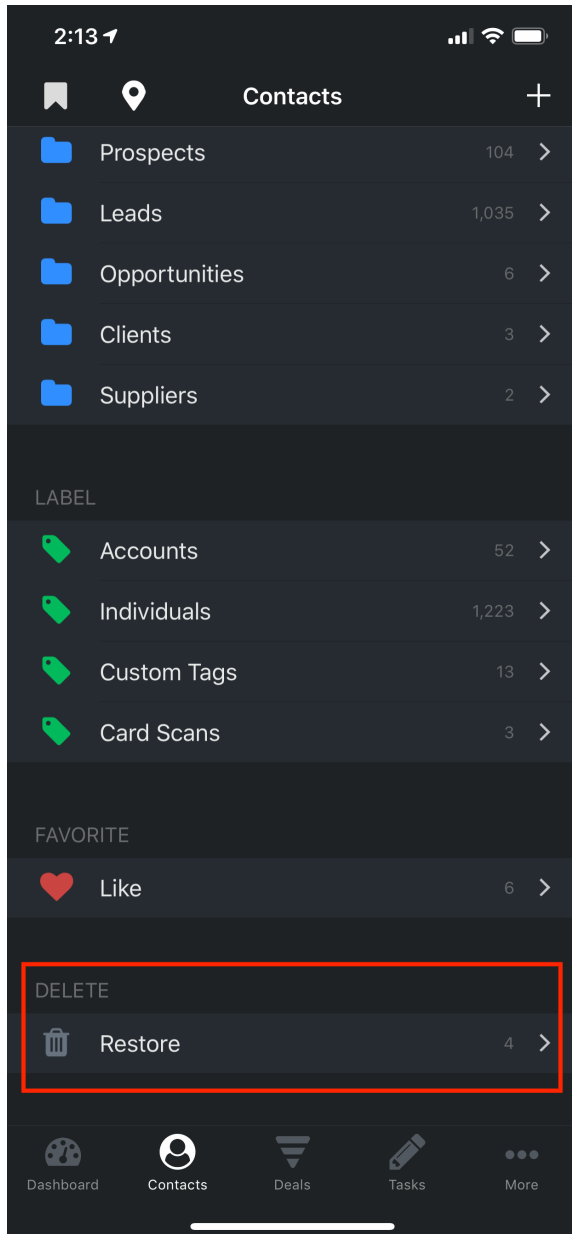 2:13
Contacts
Prospects 104
Leads 1,035
Opportunities 6
Clients 3
Suppliers 2
LABEL
Accounts 52
Individuals 1,223
Custom Tags 13
Card Scans 3
FAVORITE
Like 6
DELETE
Restore 4
Dashboard Contacts Deals Tasks More